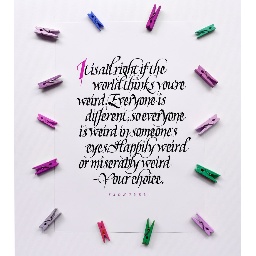 It is all right if the
world thinks you're
weird. Everyone is
different, so everyone
is weird in someone's
eyes. Happily weird
or miserably weird
-Your choice.